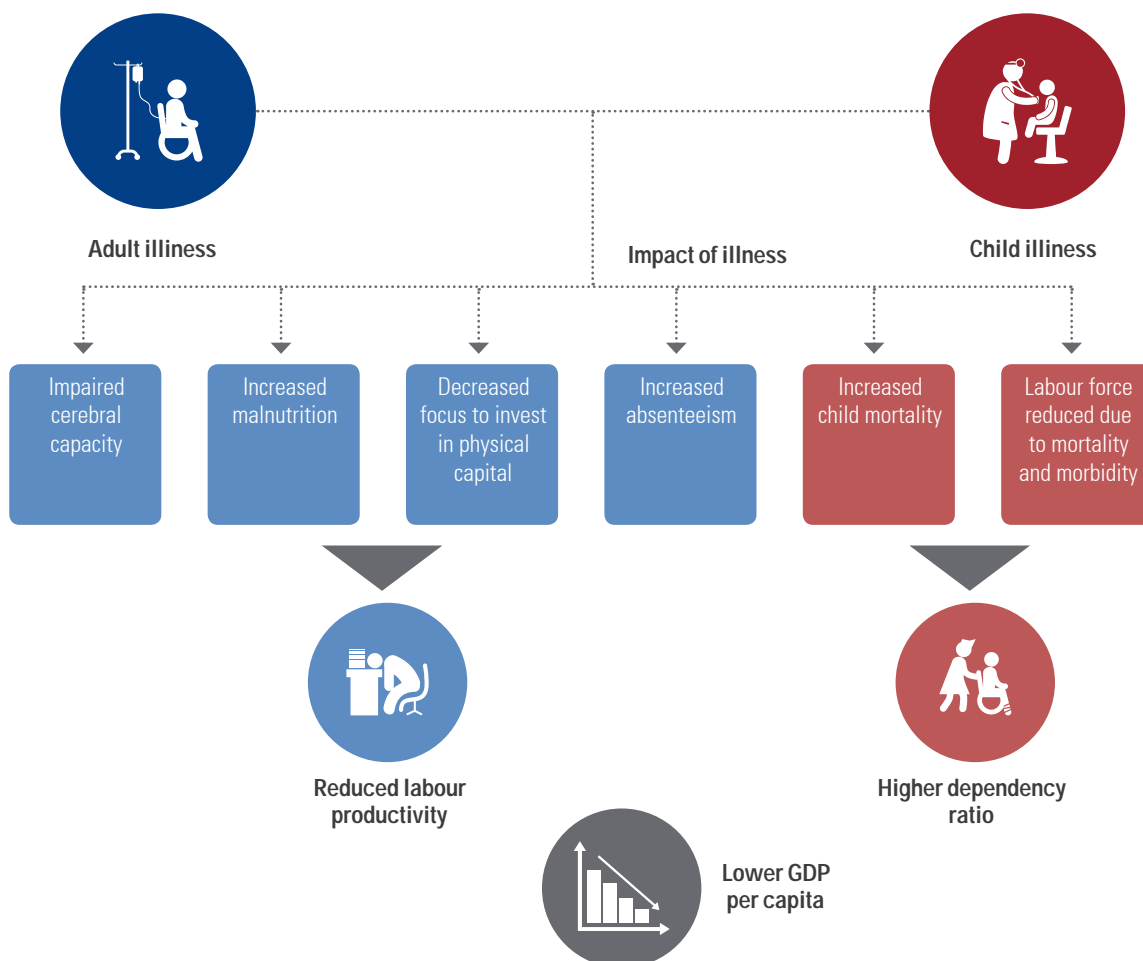 Adult illiness
Impact of illness
Child illness
Impaired
cerebral
capacity
Increased
malnutrition
Decreased
focus to invest
in physical
capital
Increased
absenteeism
Increased
child mortality
Labour force
reduced due
to mortality
and morbidity
Reduced labour
productivity
Higher dependency
ratio
Lower GDP
per capita